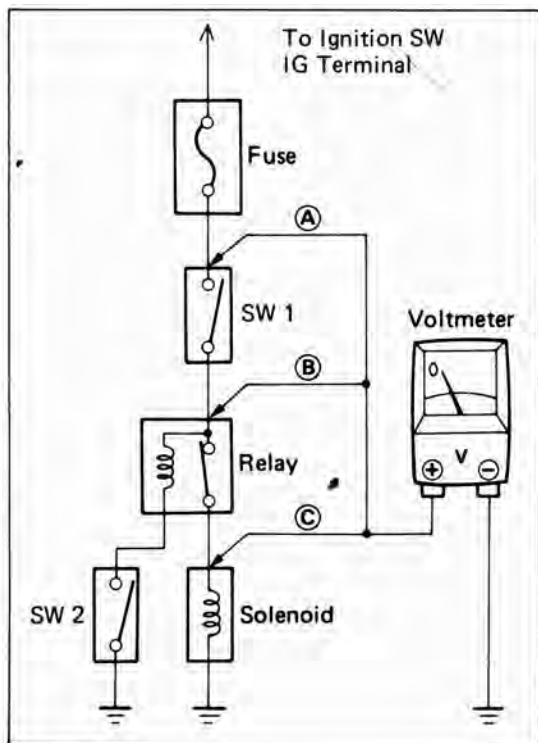 To Ignition SW
IG Terminal
Fuse
A
SW 1
Voltmeter
0
B
Relay
V
+ −
C
SW 2
Solenoid